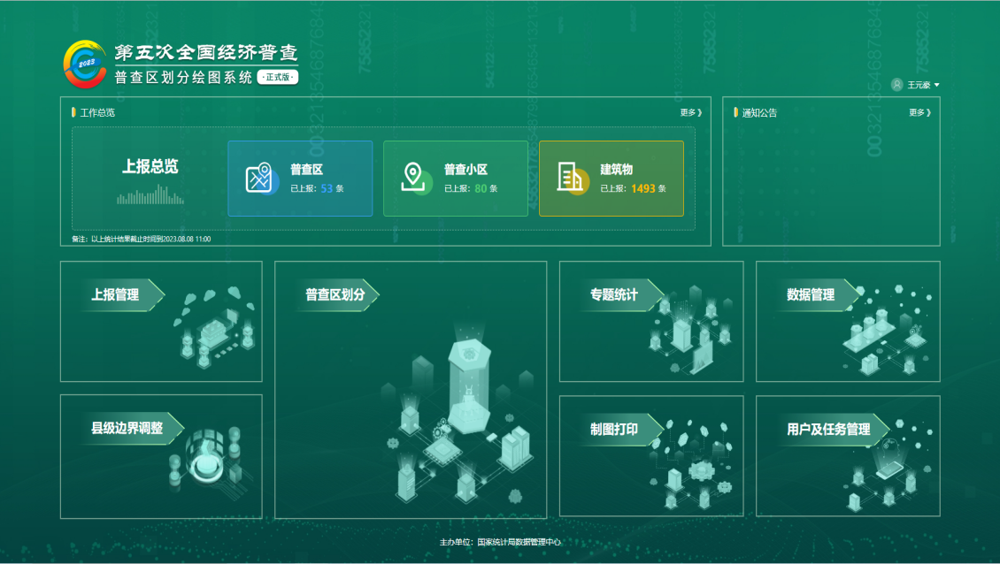 第五次全国经济普查
2023
普查区划分绘图系统 ·正式版·
王元豪
工作总览
更多 》
通知公告
更多 》
上报总览
普查区
已上报： 53 条
普查小区
已上报： 80 条
建筑物
已上报： 1493 条
备注：以上统计结果截止时间到2023.08.08 11:00
上报管理
普查区划分
专题统计
数据管理
县级边界调整
制图打印
用户及任务管理
主办单位：国家统计局数据管理中心